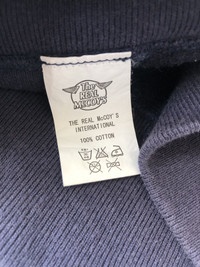 The
REAL
McCOY'S
THE REAL McCOY'S
INTERNATIONAL
100% COTTON